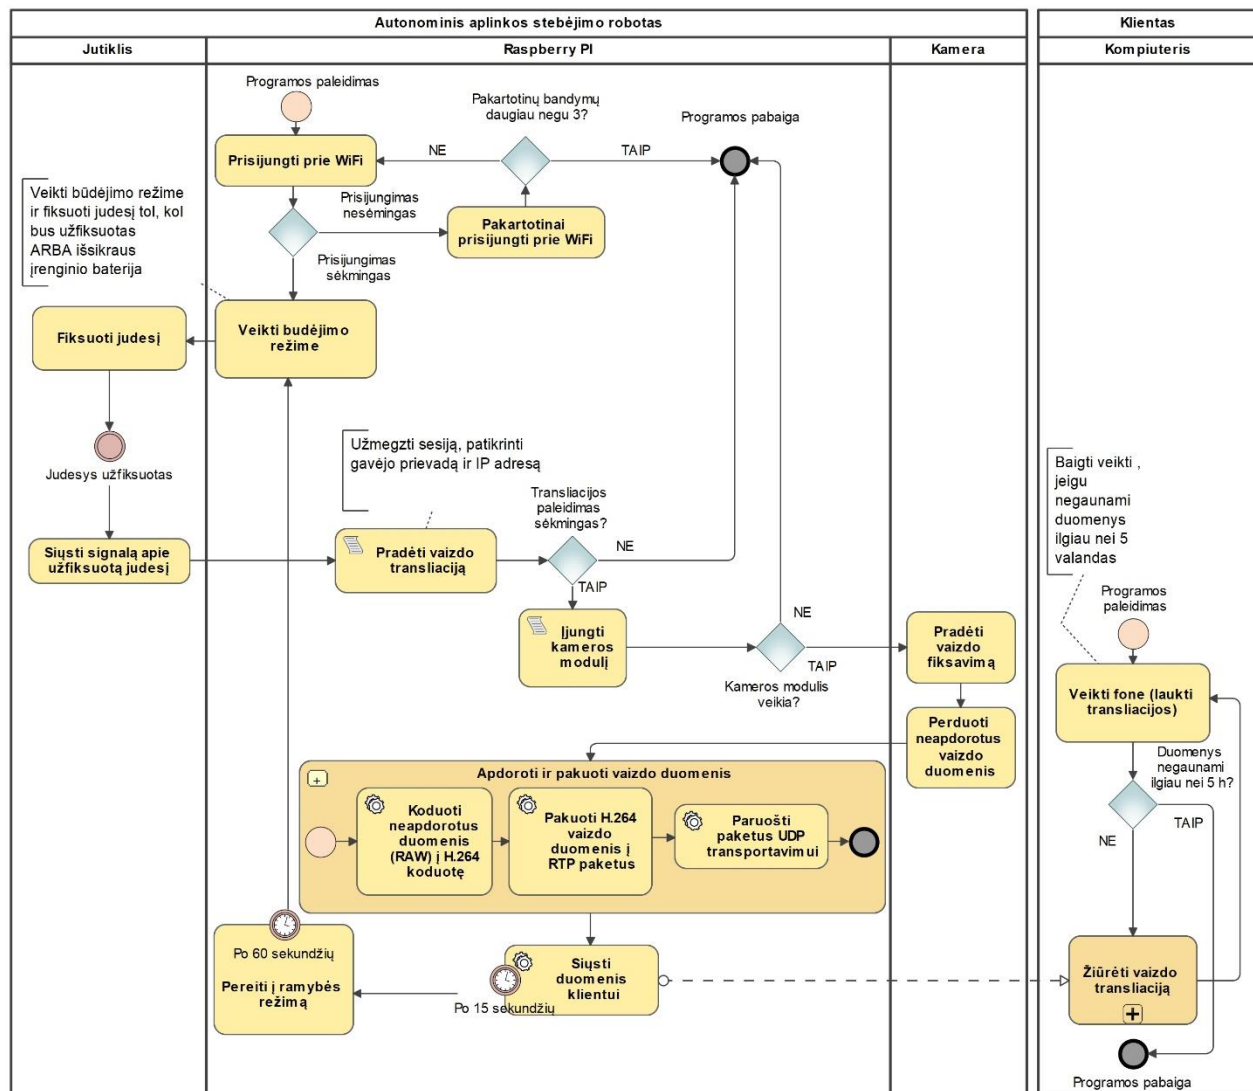 Autonominis aplinkos stebėjimo robotas
Klientas
Jutiklis
Raspberry PI
Kamera
Kompiuteris
Programos paleidimas
Pakartotinų bandymų
daugiau negu 3?
Programos pabaiga
Prisijungti prie WiFi
NE
TAIP
Veikti būdėjimo režime
ir fiksuoti judesį tol, kol
bus užfiksuotas
ARBA išsikraus
įrenginio baterija
Prisijungimas
nesėmingas
Pakartotinai
prisijungti prie WiFi
Prisijungimas
sėkmingas
Fiksuoti judesį
Veikti budėjimo
režime
Judesys užfiksuotas
Užmegzti sesiją, patikrinti
gavėjo prievadą ir IP adresą
Baigti veikti ,
jeigu
negaunami
duomenys
ilgiau nei 5
valandas
Transliacijos
paleidimas
sėkmingas?
Siųsti signalą apie
užfiksuotą judesį
Pradėti vaizdo
transliaciją
NE
TAIP
Įjungti
kameros
modulį
NE
TAIP
Kameros modulis
veikia?
Pradėti
vaizdo
fiksavimą
Programos
paleidimas
Veikti fone (laukti
transliacijos)
Perduoti
neapdorotus
vaizdo
duomenis
Duomenys
negaunami
ilgiau nei 5 h?
TAIP
NE
Apdoroti ir pakuoti vaizdo duomenis
Koduoti
neapdorotus
duomenis
(RAW) į H.264
koduotę
Pakuoti H.264
vaizdo
duomenis į
RTP paketus
Paruošti
paketus UDP
transportavimui
Po 60 sekundžių
Pereiti į ramybės
režimą
Siųsti
duomenis
klientui
Po 15 sekundžių
Žiūrėti vaizdo
transliaciją
Programos pabaiga